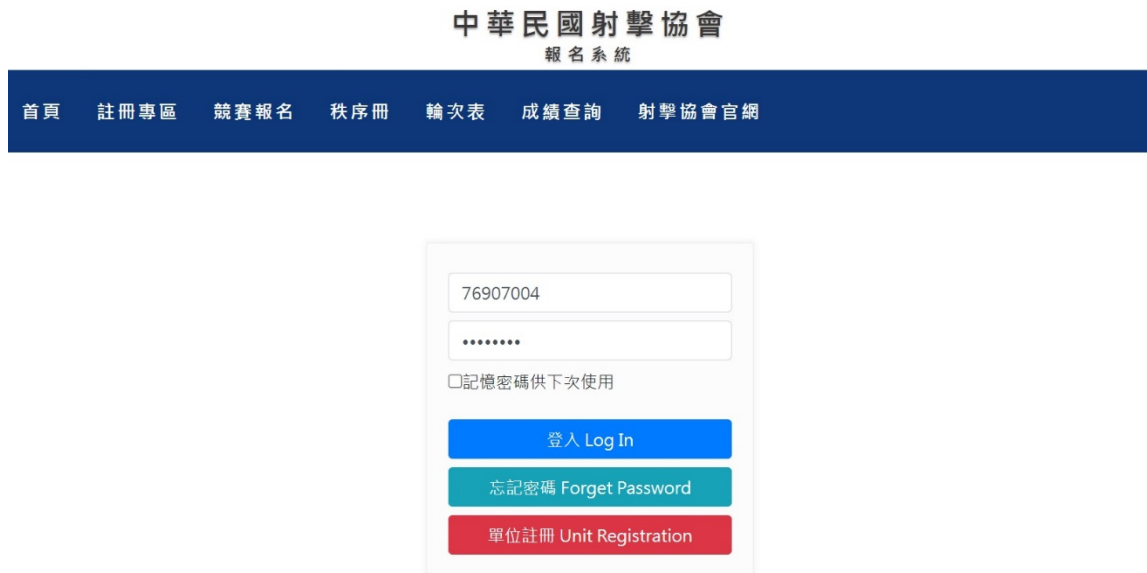 中華民國射擊協會
報名系統
首頁 註冊專區 競賽報名 秩序冊 輪次表 成績查詢 射擊協會官網
76907004
••••••••
記憶密碼供下次使用
登入 Log In
忘記密碼 Forget Password
單位註冊 Unit Registration